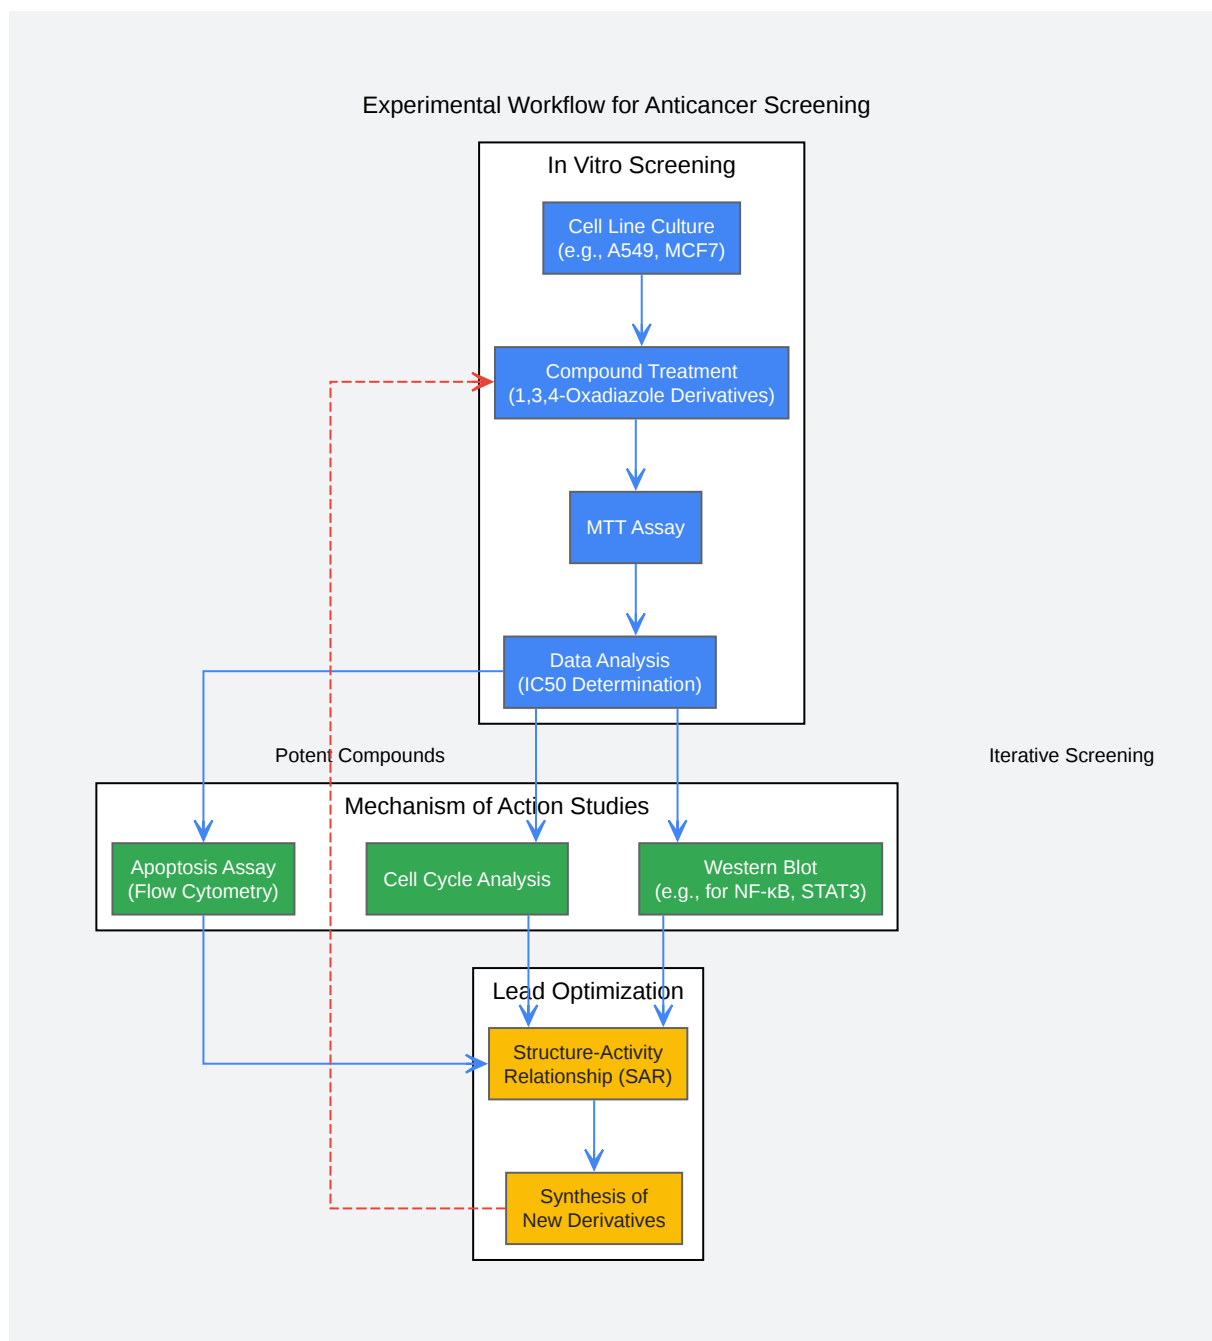 Experimental Workflow for Anticancer Screening
In Vitro Screening
Cell Line Culture
(e.g., A549, MCF7)
Compound Treatment
(1,3,4-Oxadiazole Derivatives)
MTT Assay
Data Analysis
(IC50 Determination)
Potent Compounds
Iterative Screening
Mechanism of Action Studies
Apoptosis Assay
(Flow Cytometry)
Cell Cycle Analysis
Western Blot
(e.g., for NF-κB, STAT3)
Lead Optimization
Structure-Activity
Relationship (SAR)
Synthesis of
New Derivatives